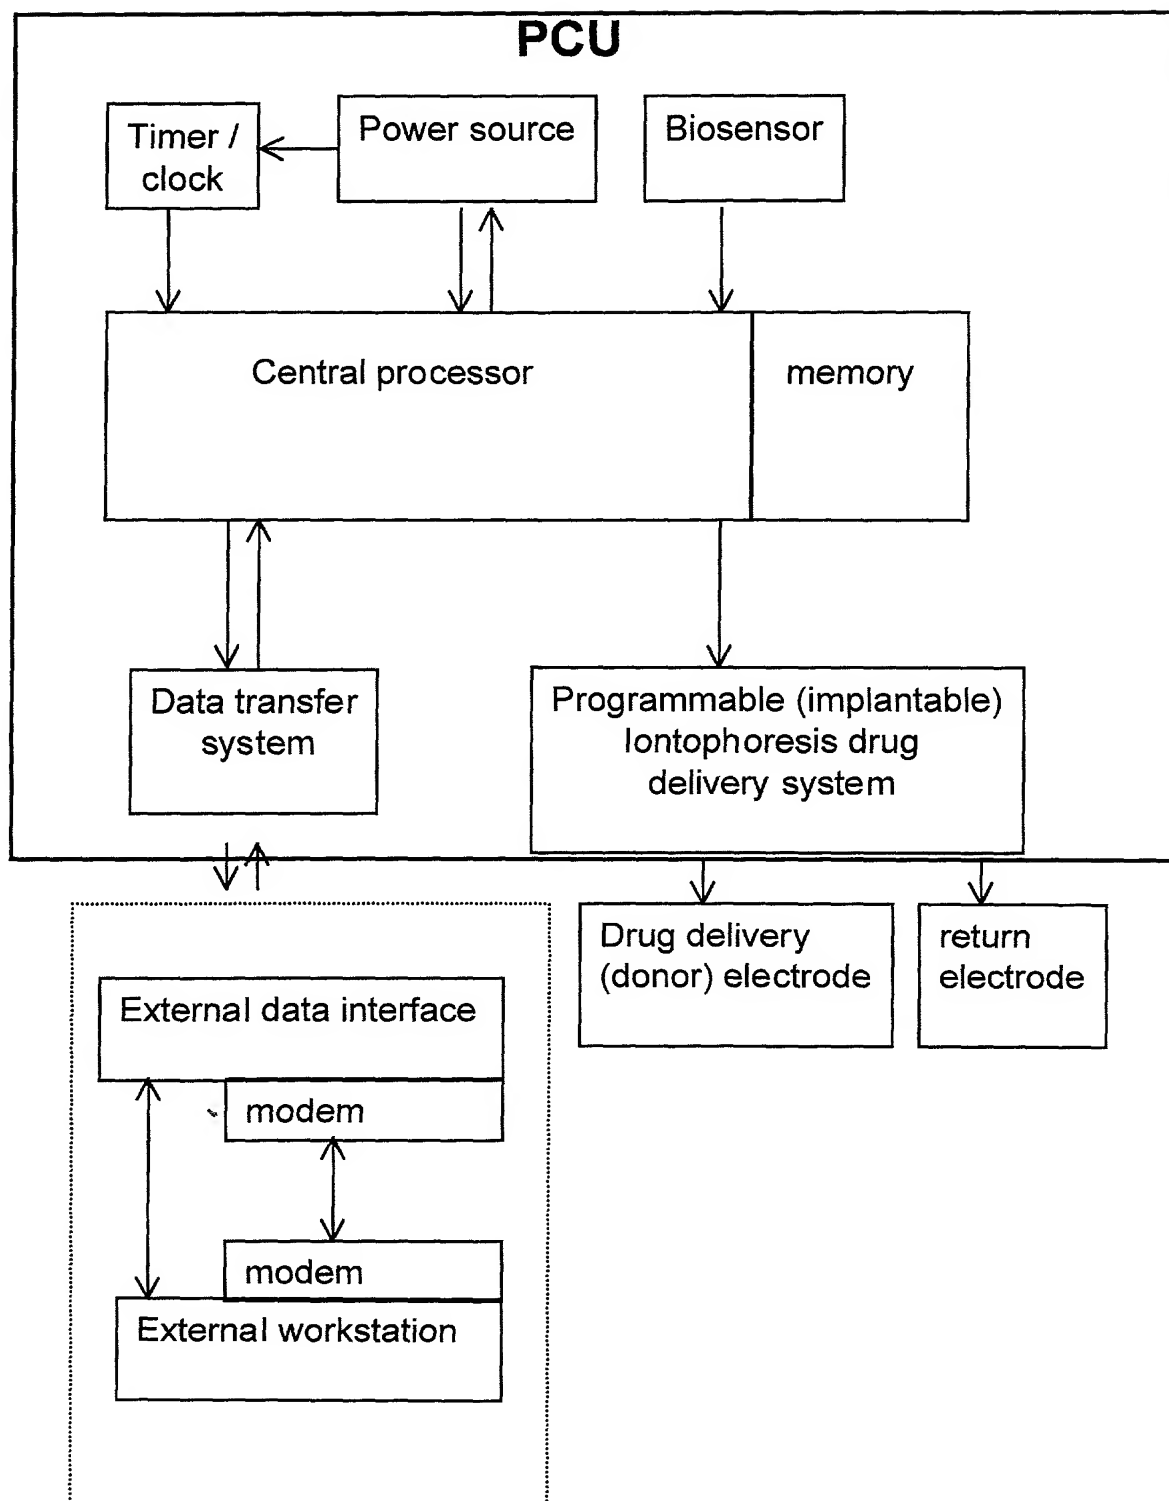 PCU
Timer /
clock
Power source
Biosensor
Central processor
memory
Data transfer
system
Programmable (implantable)
Iontophoresis drug
delivery system
Drug delivery
(donor) electrode
return
electrode
External data interface
modem
modem
External workstation